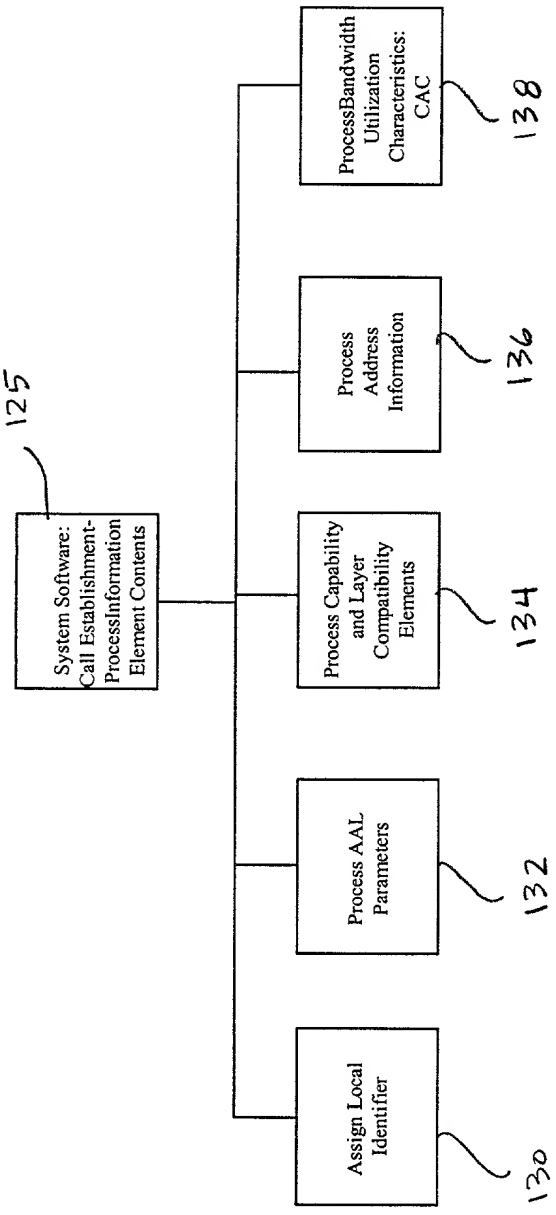 125
System Software:
Call Establishment-
ProcessInformation
Element Contents
Assign Local
Identifier
130
Process AAL
Parameters
132
Process Capability
and Layer
Compatibility
Elements
134
Process
Address
Information
136
ProcessBandwidth
Utilization
Characteristics:
CAC
138